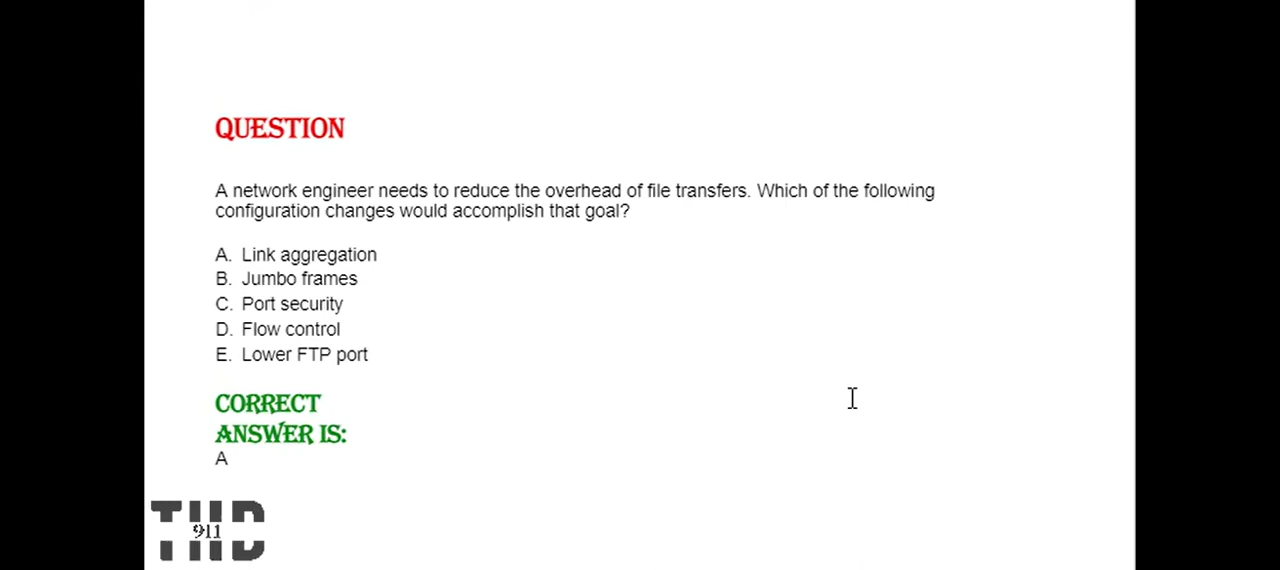 QUESTION
A network engineer needs to reduce the overhead of file transfers. Which of the following
configuration changes would accomplish that goal?
A. Link aggregation
B. Jumbo frames
C. Port security
D. Flow control
E. Lower FTP port
CORRECT
ANSWER IS:
A
THD
911